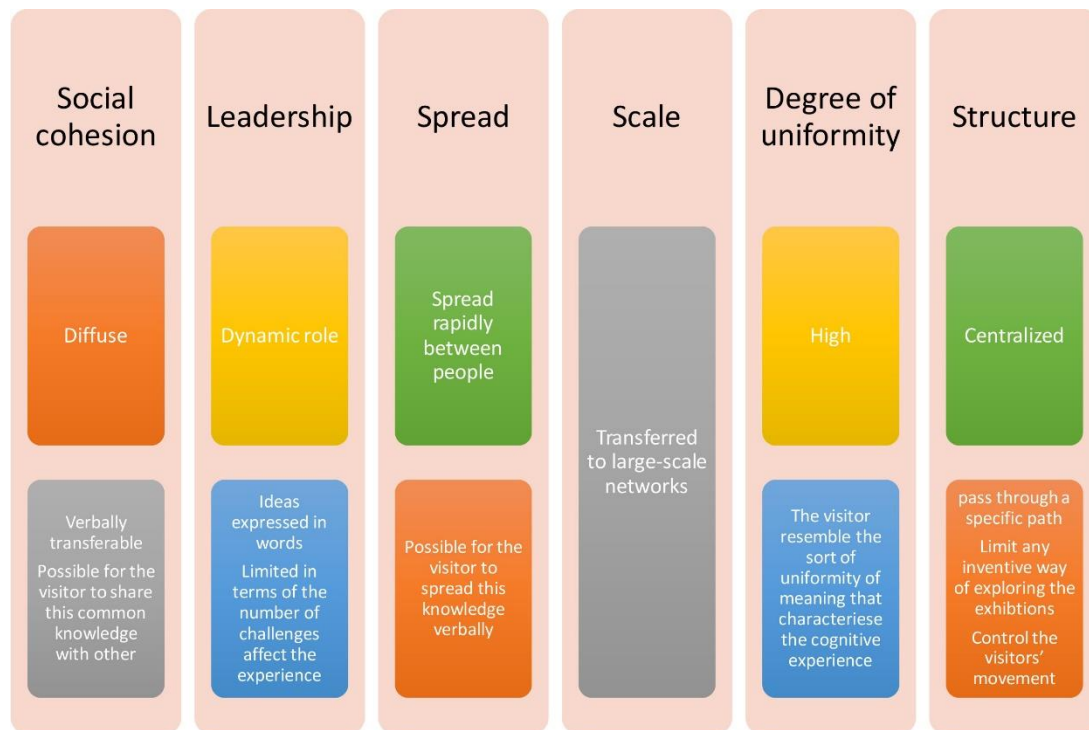 Social
cohesion
Diffuse
Verbally
transferable
Possible for the
visitor to share
this common
knowledge
with other
Leadership
Dynamic role
Ideas
expressed in
words
Limited in
terms of the
number of
challenges
affect the
experience
Spread
Spread
rapidly
between
people
Possible for the
visitor to
spread this
knowledge
verbally
Scale
Transferred
to large-scale
networks
Degree of
uniformity
High
The visitor
resemble the
sort of
uniformity of
meaning that
characteriese
the cognitive
experience
Structure
Centralized
pass through a
specific path
Limit any
inventive way
of exploring the
exhibtions
Control the
visitors'
movement